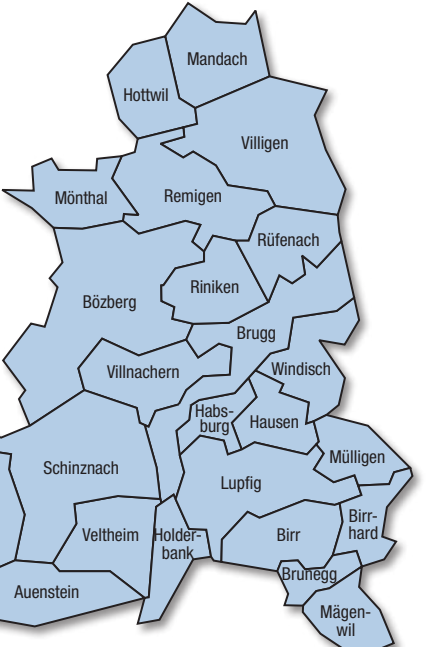 Mandach
Hottwil
Villigen
Mönthal
Remigen
Rüfenach
Riniken
Bözberg
Brugg
Villnachern
Windisch
Habs-
burg
Hausen
Mülligen
Schinznach
Lupfig
Birr-
hard
Veltheim
Holder-
bank
Birr
Brunegg
Auenstein
Mägen-
wil